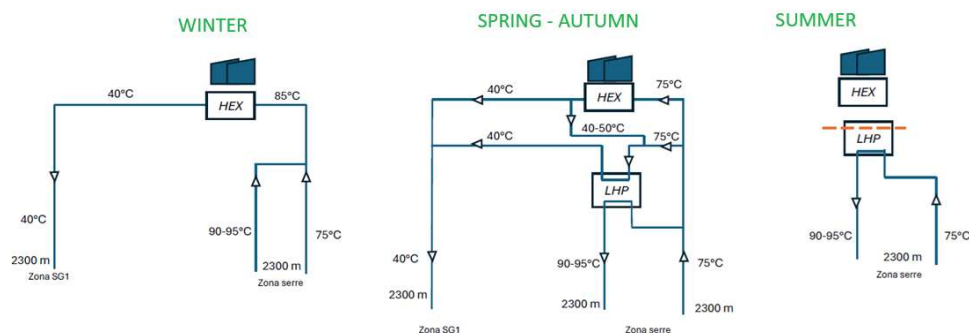 WINTER
40°C
HEX
85°C
40°C
2300 m
Zona SG1
90-95°C
75°C
2300 m
Zona serre
SPRING - AUTUMN
40°C
HEX
75°C
40-50°C
40°C
75°C
LHP
40°C
90-95°C
75°C
2300 m
2300 m
2300 m
Zona SG1
Zona serre
SUMMER
HEX
LHP
90-95°C
75°C
2300 m
Zona serre